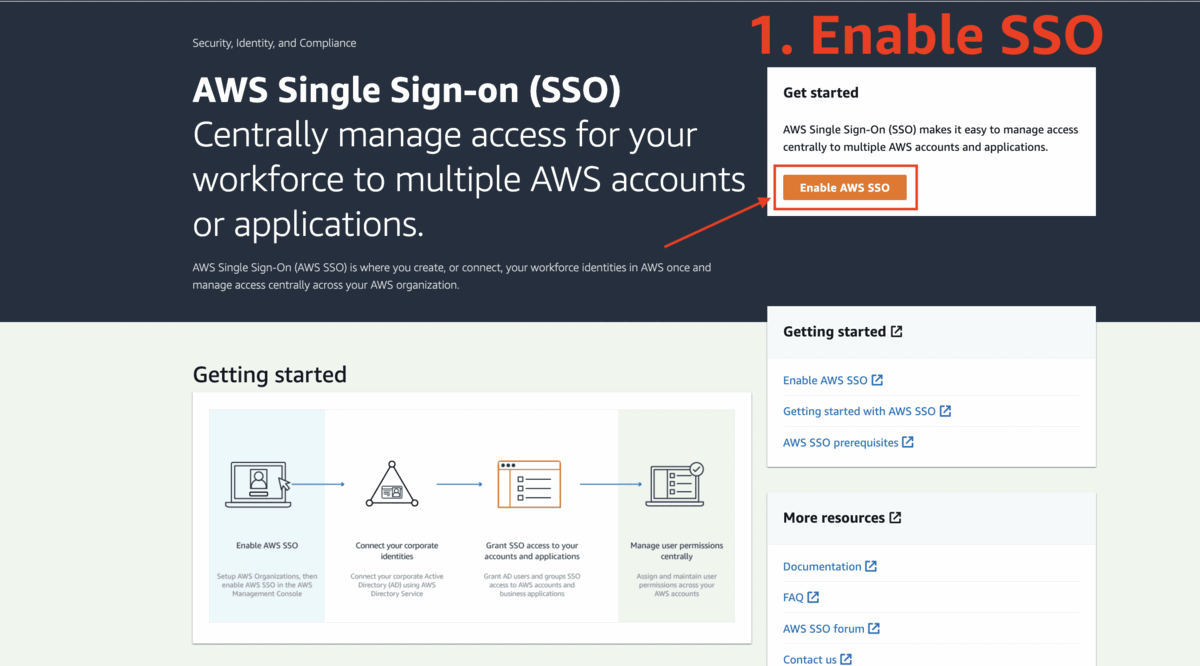 1. Enable SSO
Security, Identity, and Compliance
AWS Single Sign-on (SSO)
Centrally manage access for your
workforce to multiple AWS accounts
or applications.
AWS Single Sign-On (AWS SSO) is where you create, or connect, your workforce identities in AWS once and
manage access centrally across your AWS organization.
Get started
AWS Single Sign-On (SSO) makes it easy to manage access
centrally to multiple AWS accounts and applications.
Enable AWS SSO
Getting started
Enable AWS SSO
Setup AWS Organizations, then
enable AWS SSO in the AWS
Management Console
Connect your corporate
identities
Connect your corporate Active
Directory (AD) using AWS
Directory Service
Grant SSO access to your
accounts and applications
Grant AD users and groups SSO
access to AWS accounts and
business applications
Manage user permissions
centrally
Assign and maintain user
permissions across your
AWS accounts
Getting started
Enable AWS SSO
Getting started with AWS SSO
AWS SSO prerequisites
More resources
Documentation
FAQ
AWS SSO forum
Contact us